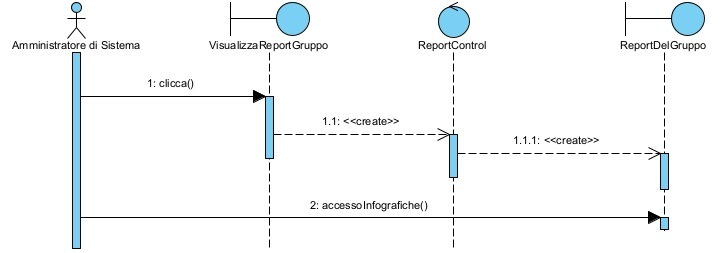 Amministratore di Sistema
VisualizzaReportGruppo
ReportControl
ReportDelGruppo
1: clicca()
1.1: <<create>>
1.1.1: <<create>>
2: accessoInfografiche()